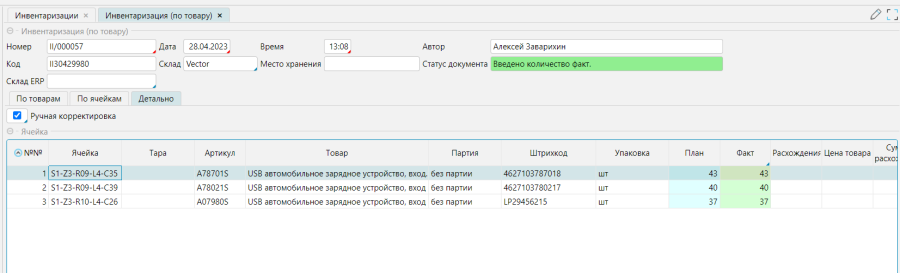 Инвентаризации × Инвентаризация (по товару) ×
Инвентаризация (по товару)
Номер II/000057 Дата 28.04.2023 Время 13:08 Автор Алексей Заварихин
Код II30429980 Склад Vector Место хранения Статус документа Введено количество факт.
Склад ERP
По товарам По ячейкам Детально
Ручная корректировка
Ячейка
№№ Ячейка Тара Артикул Товар Партия Штрихкод Упаковка План Факт Расхождения Цена товара Сум
расхож
1 S1-Z3-R09-L4-C35 A78701S USB автомобильное зарядное устройство, вход. без партии 4627103787018 шт 43 43
2 S1-Z3-R09-L4-C39 A78021S USB автомобильное зарядное устройство, вход без партии 4627103780217 шт 40 40
3 S1-Z3-R10-L4-C26 A07980S USB автомобильное зарядное устройство, вход без партии LP29456215 шт 37 37